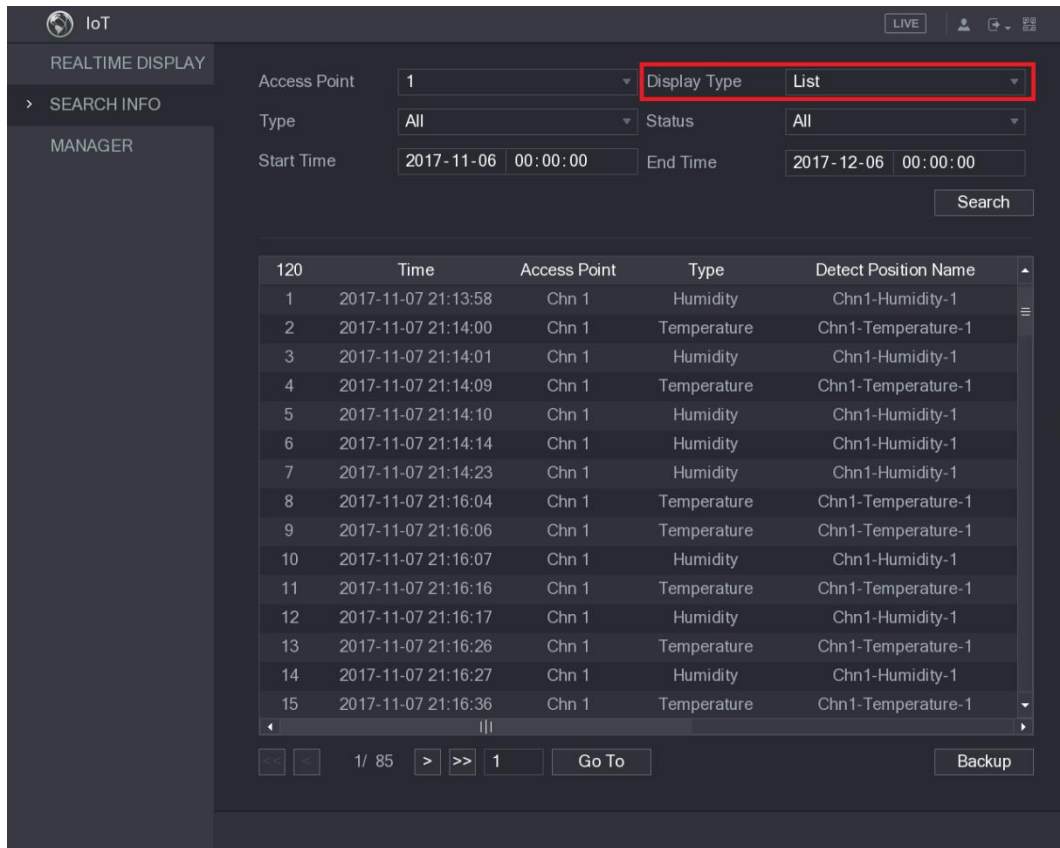 IoT LIVE
REALTIME DISPLAY
SEARCH INFO
MANAGER
Access Point 1 Display Type List
Type All Status All
Start Time 2017-11-06 00:00:00 End Time 2017-12-06 00:00:00
Search
120 Time Access Point Type Detect Position Name
1 2017-11-07 21:13:58 Chn 1 Humidity Chn1-Humidity-1
2 2017-11-07 21:14:00 Chn 1 Temperature Chn1-Temperature-1
3 2017-11-07 21:14:01 Chn 1 Humidity Chn1-Humidity-1
4 2017-11-07 21:14:09 Chn 1 Temperature Chn1-Temperature-1
5 2017-11-07 21:14:10 Chn 1 Humidity Chn1-Humidity-1
6 2017-11-07 21:14:14 Chn 1 Humidity Chn1-Humidity-1
7 2017-11-07 21:14:23 Chn 1 Humidity Chn1-Humidity-1
8 2017-11-07 21:16:04 Chn 1 Temperature Chn1-Temperature-1
9 2017-11-07 21:16:06 Chn 1 Temperature Chn1-Temperature-1
10 2017-11-07 21:16:07 Chn 1 Humidity Chn1-Humidity-1
11 2017-11-07 21:16:16 Chn 1 Temperature Chn1-Temperature-1
12 2017-11-07 21:16:17 Chn 1 Humidity Chn1-Humidity-1
13 2017-11-07 21:16:26 Chn 1 Temperature Chn1-Temperature-1
14 2017-11-07 21:16:27 Chn 1 Humidity Chn1-Humidity-1
15 2017-11-07 21:16:36 Chn 1 Temperature Chn1-Temperature-1
<< < 1/ 85 > >> 1 Go To Backup